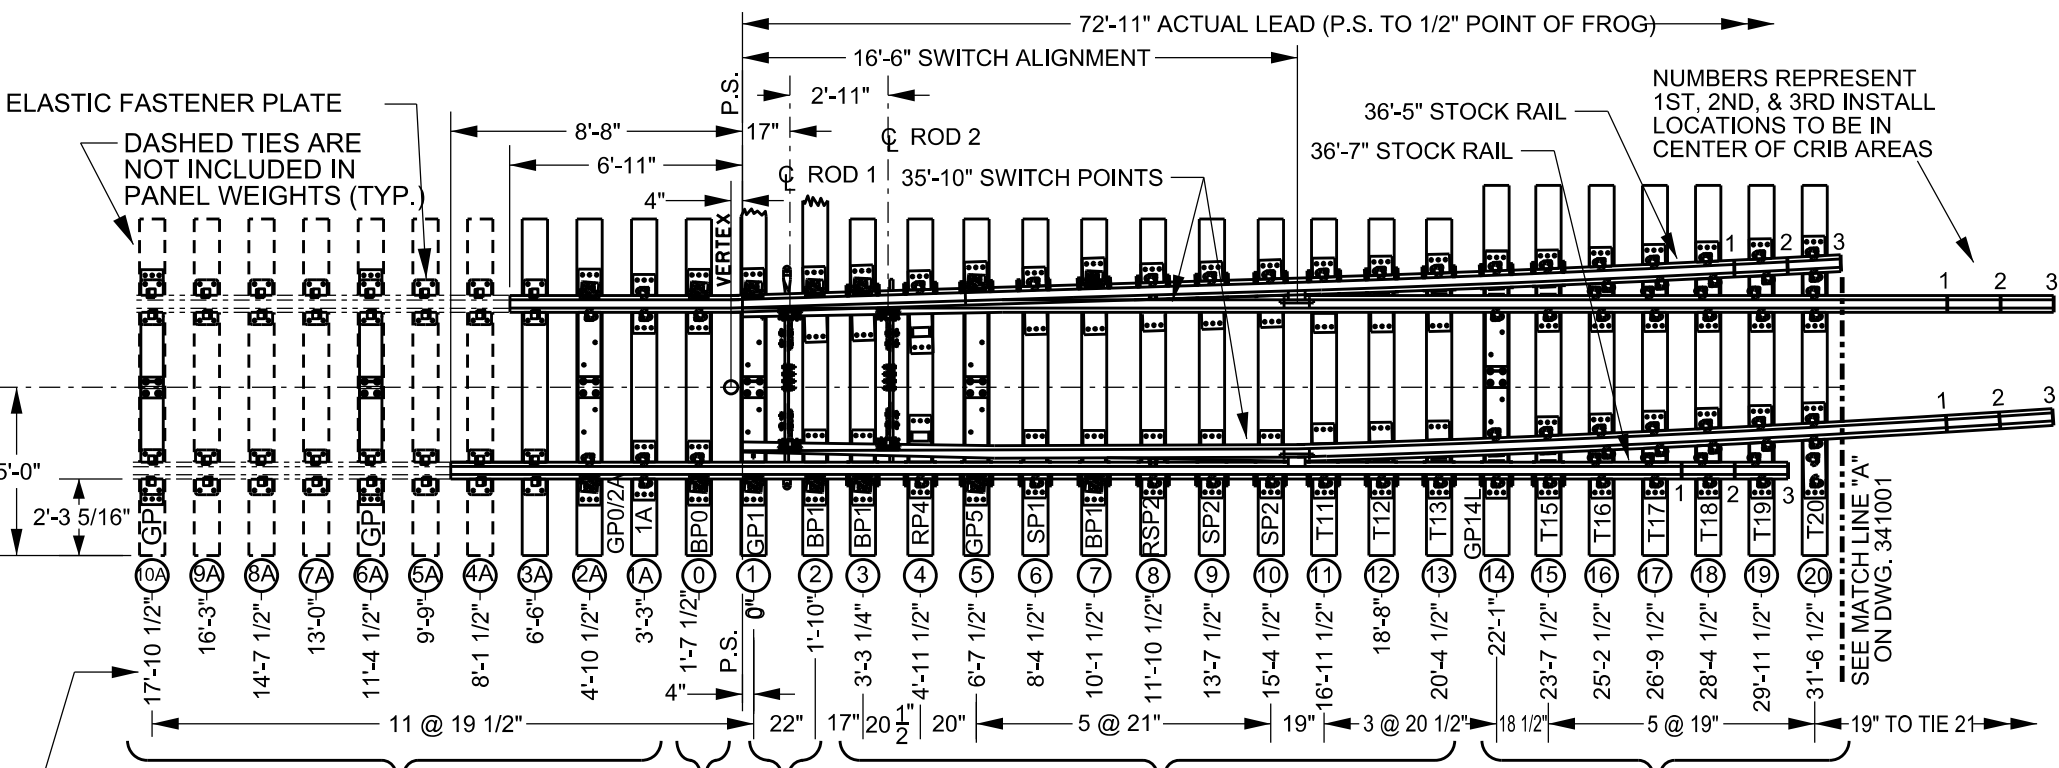 72'-11" ACTUAL LEAD (P.S. TO 1/2" POINT OF FROG)
16'-6" SWITCH ALIGNMENT
P.S.
2'-11"
NUMBERS REPRESENT
1ST, 2ND, & 3RD INSTALL
LOCATIONS TO BE IN
CENTER OF CRIB AREAS
ELASTIC FASTENER PLATE
DASHED TIES ARE
NOT INCLUDED IN
PANEL WEIGHTS (TYP.)
8'-8"
17"
℄ ROD 2
36'-5" STOCK RAIL
6'-11"
36'-7" STOCK RAIL
℄ ROD 1
35'-10" SWITCH POINTS
4"
VERTEX
1 2 3
1 2 3
1 2 3
1 2 3
5'-0"
2'-3 5/16"
GP
GP
GP0/2A
1A
BP0
GP1
BP1
BP1
RP4
GP5
SP1
BP1
RSP2
SP2
SP2
T11
T12
T13
GP14L
T15
T16
T17
T18
T19
T20
SEE MATCH LINE "A"
ON DWG. 341001
10A 9A 8A 7A 6A 5A 4A 3A 2A 1A 0 1 2 3 4 5 6 7 8 9 10 11 12 13 14 15 16 17 18 19 20
17'-10 1/2"
16'-3"
14'-7 1/2"
13'-0"
11'-4 1/2"
9'-9"
8'-1 1/2"
6'-6"
4'-10 1/2"
3'-3"
1'-7 1/2"
P.S.
0"
1'-10"
3'-3 1/4"
4'-11 1/2"
6'-7 1/2"
8'-4 1/2"
10'-1 1/2"
11'-10 1/2"
13'-7 1/2"
15'-4 1/2"
16'-11 1/2"
18'-8"
20'-4 1/2"
22'-1"
23'-7 1/2"
25'-2 1/2"
26'-9 1/2"
28'-4 1/2"
29'-11 1/2"
31'-6 1/2"
4"
11 @ 19 1/2"
22"
17"
20 1/2"
20"
5 @ 21"
19"
3 @ 20 1/2"
18 1/2"
5 @ 19"
19" TO TIE 21